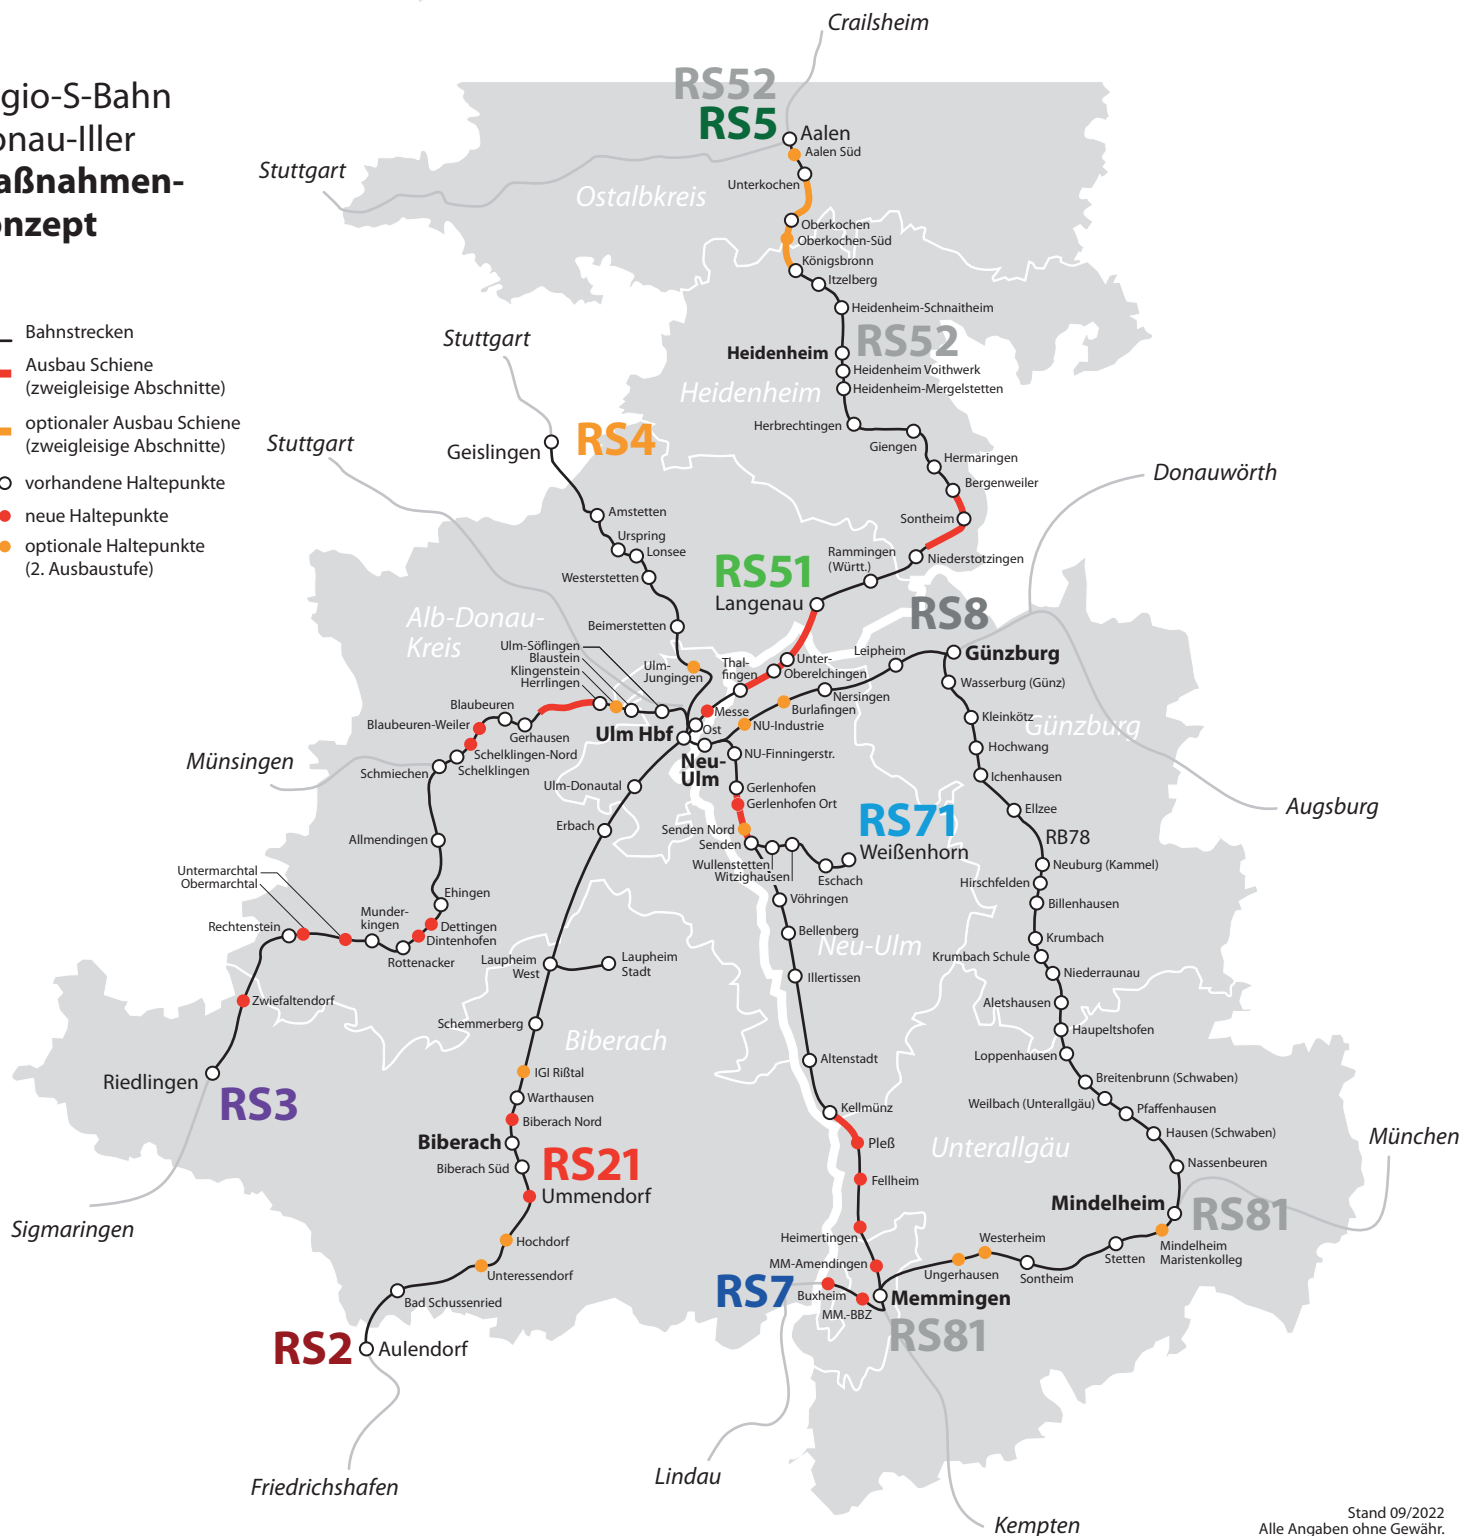 Crailsheim
gio-S-Bahn
onau-Iller
aßnahmen-
onzept
RS52
RS5
Aalen
Aalen Süd
Stuttgart
Ostalbkreis
Unterkochen
Oberkochen
Oberkochen-Süd
Königsbronn
Itzelberg
Heidenheim-Schnaitheim
Bahnstrecken
Ausbau Schiene
(zweigleisige Abschnitte)
optionaler Ausbau Schiene
(zweigleisige Abschnitte)
vorhandene Haltepunkte
neue Haltepunkte
optionale Haltepunkte
(2. Ausbaustufe)
Stuttgart
RS52
Heidenheim
Heidenheim Voithwerk
Heidenheim-Mergelstetten
Heidenheim
Herbrechtingen
Giengen
Hermaringen
Bergenweiler
Sontheim
Niederstotzingen
Rammingen
(Württ.)
RS51
Langenau
Stuttgart
Geislingen
RS4
Amstetten
Urspring
Lonsee
Westerstetten
Beimerstetten
Ulm-
Jungingen
Donauwörth
Alb-Donau-
Kreis
Ulm-Söflingen
Blaustein
Klingenstein
Herrlingen
Thal-
fingen
Unter-
Oberelchingen
Leipheim
RS8
Günzburg
Wasserburg (Günz)
Nersingen
Burlafingen
NU-Industrie
Messe
Ost
Ulm Hbf
Neu-
Ulm
NU-Finningerstr.
Blaubeuren
Blaubeuren-Weiler
Gerhausen
Schelklingen-Nord
Schelklingen
Schmiechen
Münsingen
Kleinkötz
Günzburg
Hochwang
Ichenhausen
Ellzee
RB78
Augsburg
Ulm-Donautal
Erbach
Gerlenhofen
Gerlenhofen Ort
Senden Nord
Senden
RS71
Weißenhorn
Wullenstetten
Witzighausen
Eschach
Allmendingen
Ehingen
Untermarchtal
Obermarchtal
Munder-
kingen
Dettingen
Dintenhofen
Rechtenstein
Rottenacker
Zwiefaltendorf
Riedlingen
RS3
Sigmaringen
Neuburg (Kammel)
Hirschfelden
Billenhausen
Krumbach
Krumbach Schule
Niederraunau
Aletshausen
Haupeltshofen
Loppenhausen
Breitenbrunn (Schwaben)
Weilbach (Unterallgäu)
Pfaffenhausen
Hausen (Schwaben)
Nassenbeuren
Vöhringen
Bellenberg
Neu-Ulm
Illertissen
Altenstadt
Kellmünz
Laupheim
West
Laupheim
Stadt
Schemmerberg
Biberach
IGI Rißtal
Warthausen
Biberach Nord
Biberach
Biberach Süd
RS21
Ummendorf
Hochdorf
Unteressendorf
Bad Schussenried
RS2
Aulendorf
Friedrichshafen
Pleß
Fellheim
Unterallgäu
München
Mindelheim
RS81
Heimertingen
MM-Amendingen
Westerheim
Ungerhausen
Sontheim
Stetten
Mindelheim
Maristenkolleg
RS7
Buxheim
MM.-BBZ
Memmingen
RS81
Lindau
Kempten
Stand 09/2022
Alle Angaben ohne Gewähr.